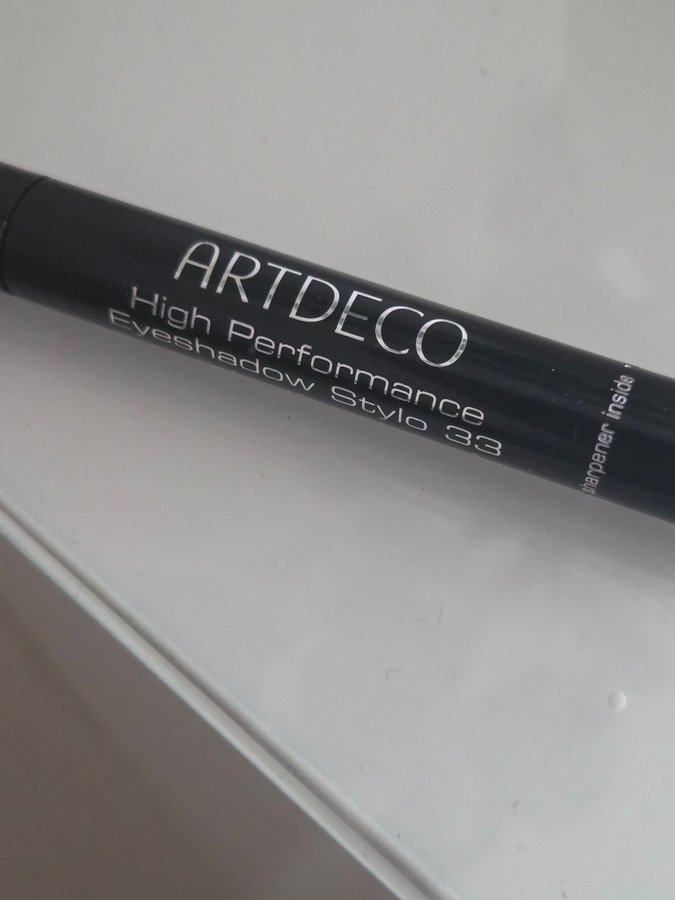 ARTDECO
High Performance
Eyeshadow Stylo 33
sharpener inside